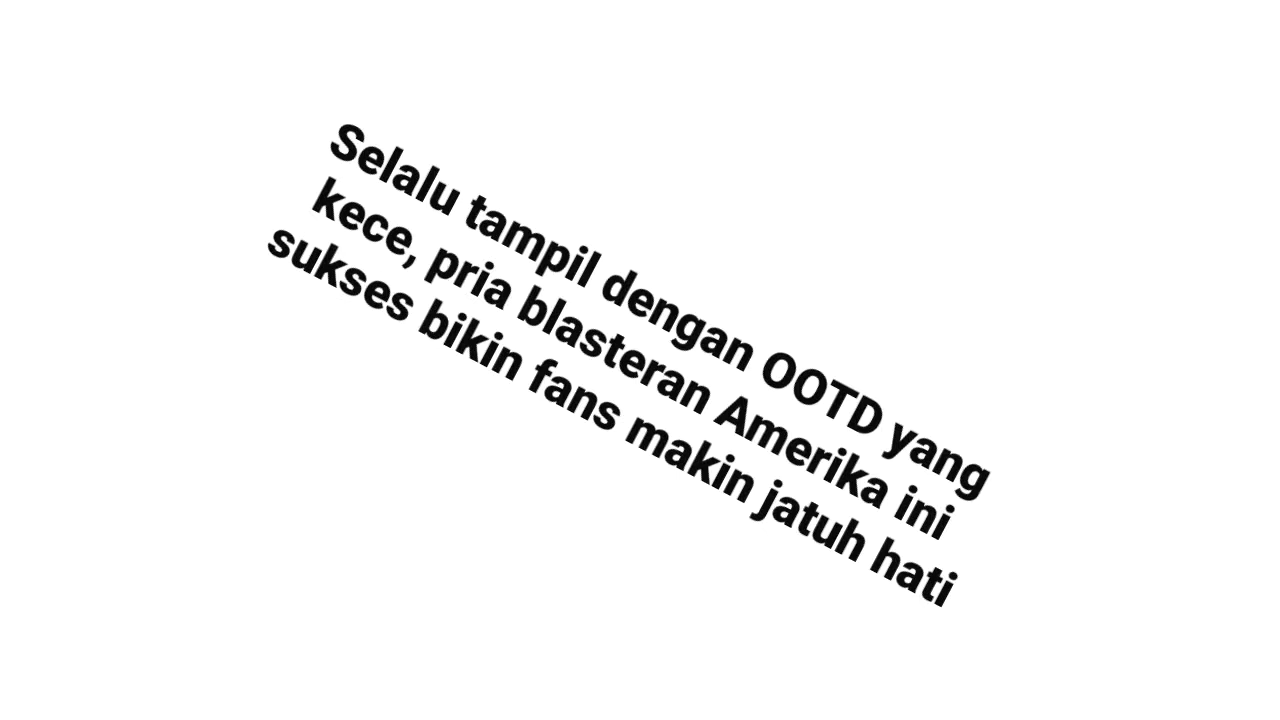 Selalu tampil dengan OOTD yang
kece, pria blasteran Amerika ini
sukses bikin fans makin jatuh hati